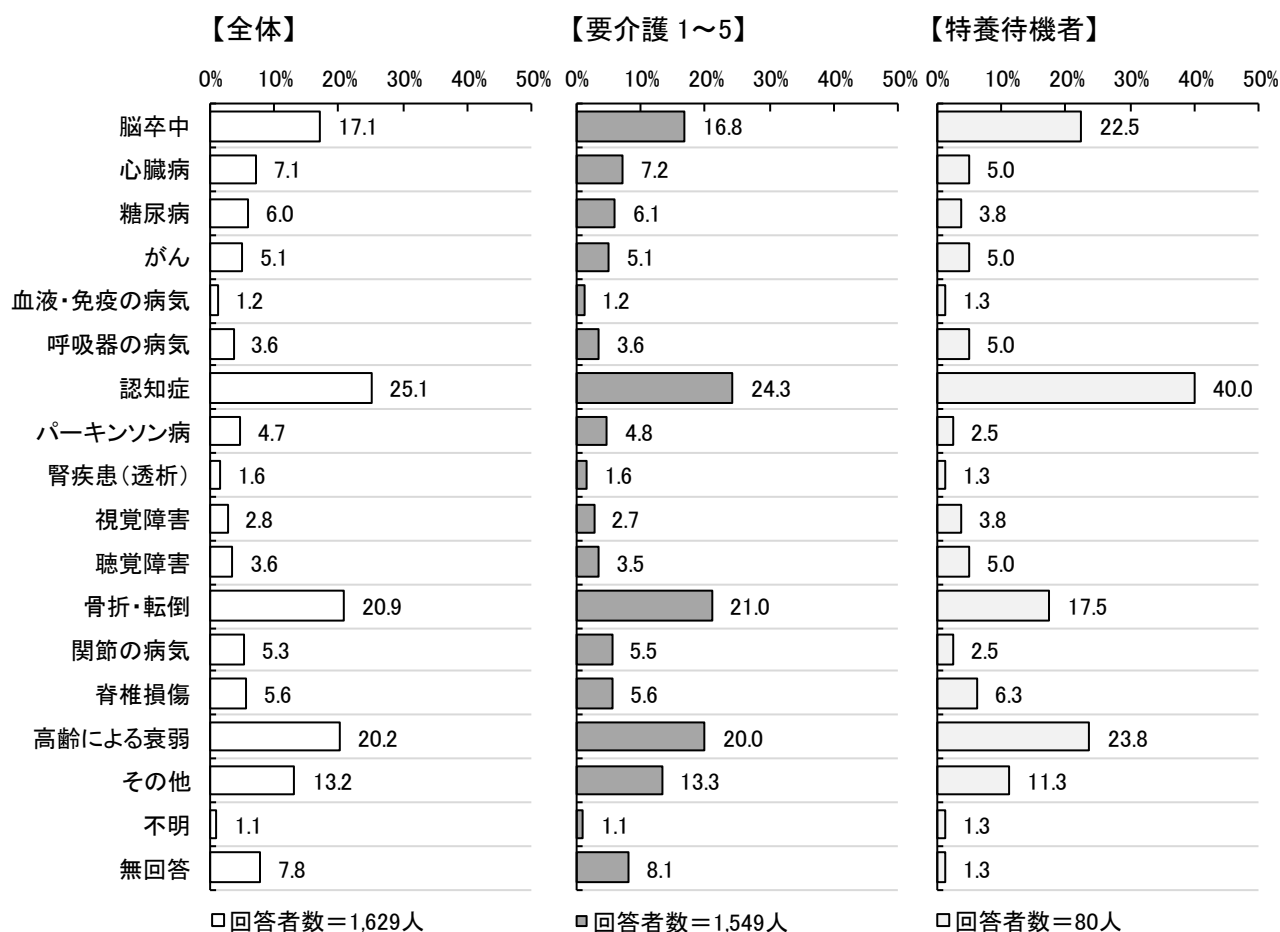 【全体】 【要介護 1～5】 【特養待機者】
0% 10% 20% 30% 40% 50% 0% 10% 20% 30% 40% 50% 0% 10% 20% 30% 40% 50%
脳卒中 17.1 16.8 22.5
心臓病 7.1 7.2 5.0
糖尿病 6.0 6.1 3.8
がん 5.1 5.1 5.0
血液・免疫の病気 1.2 1.2 1.3
呼吸器の病気 3.6 3.6 5.0
認知症 25.1 24.3 40.0
パーキンソン病 4.7 4.8 2.5
腎疾患（透析） 1.6 1.6 1.3
視覚障害 2.8 2.7 3.8
聴覚障害 3.6 3.5 5.0
骨折・転倒 20.9 21.0 17.5
関節の病気 5.3 5.5 2.5
脊椎損傷 5.6 5.6 6.3
高齢による衰弱 20.2 20.0 23.8
その他 13.2 13.3 11.3
不明 1.1 1.1 1.3
無回答 7.8 8.1 1.3
回答者数＝1,629人 回答者数＝1,549人 回答者数＝80人